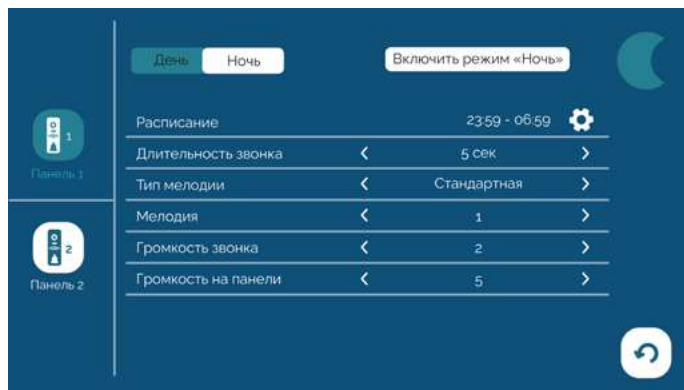 День Ночь Включить режим «Ночь»
1
Панель 1
2
Панель 2
Расписание 23:59 - 06:59
Длительность звонка 5 сек
Тип мелодии Стандартная
Мелодия 1
Громкость звонка 2
Громкость на панели 5